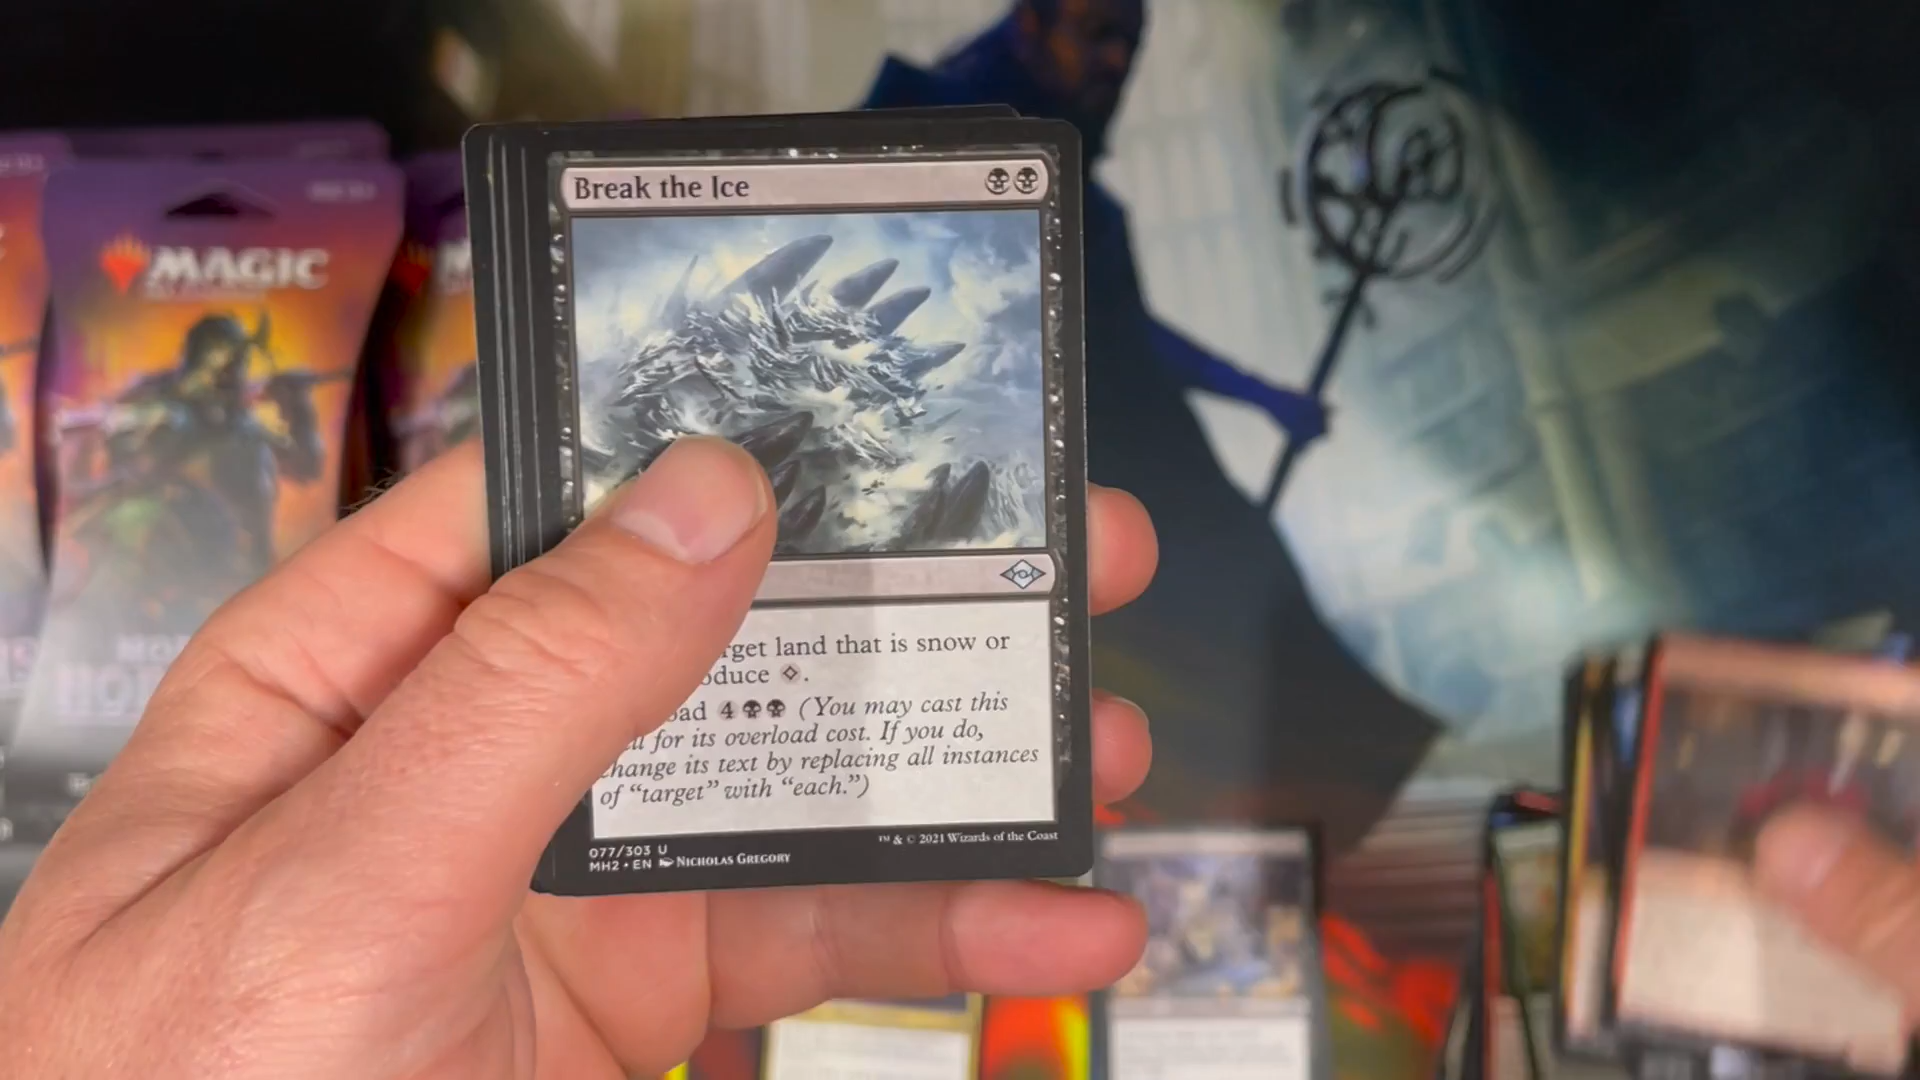 Break the Ice
MAGIC
rget land that is snow or
oduce
oad 4 (You may cast this
ll for its overload cost. If you do,
change its text by replacing all instances
of “target” with “each.”)
077/303 U
MH2 • EN NICHOLAS GREGORY
™ & © 2021 Wizards of the Coast